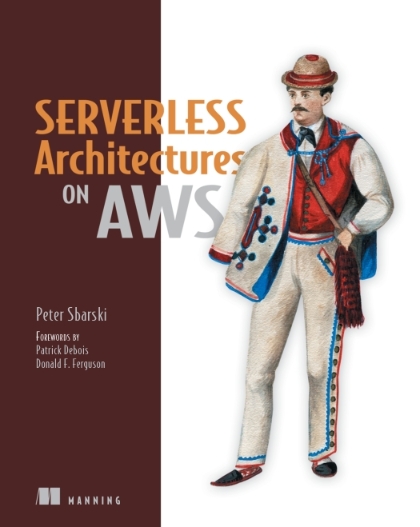 SERVERLESS
Architectures
ON AWS
Peter Sbarski
FOREWORDS BY
Patrick Debois
Donald F. Ferguson
MANNING